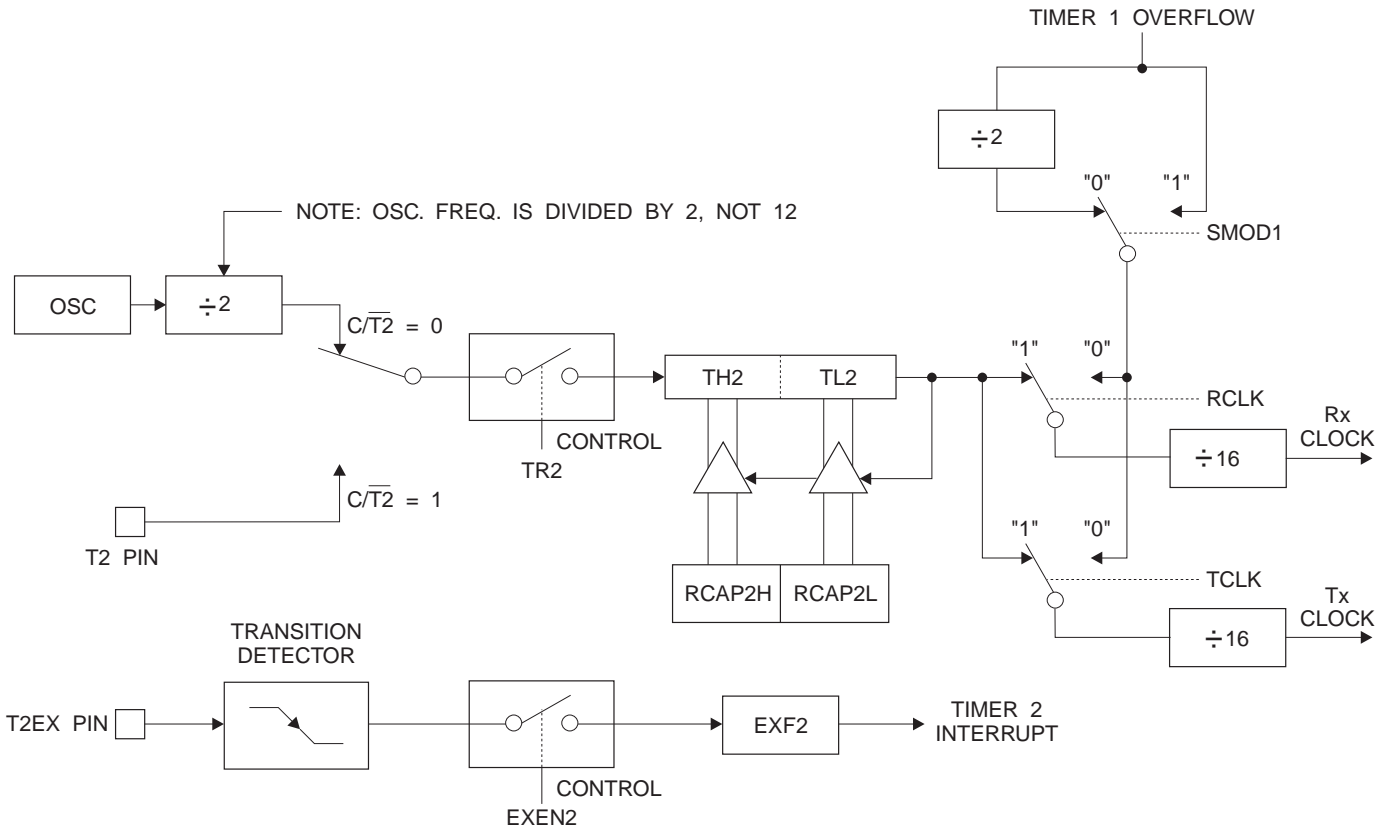 TIMER 1 OVERFLOW
÷2
"0" "1"
NOTE: OSC. FREQ. IS DIVIDED BY 2, NOT 12
SMOD1
OSC
÷2
C/T̅2̅ = 0
"1" "0"
TH2 TL2
RCLK
Rx
CLOCK
CONTROL
÷16
TR2
C/T̅2̅ = 1
"1" "0"
T2 PIN
TCLK
RCAP2H RCAP2L
Tx
CLOCK
TRANSITION
DETECTOR
÷16
T2EX PIN
EXF2
TIMER 2
INTERRUPT
CONTROL
EXEN2